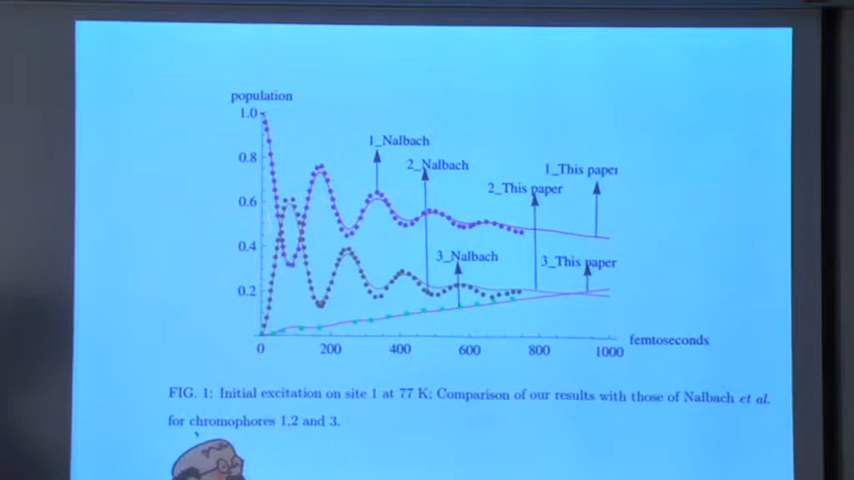 population
1.0
1_Nalbach
0.8
2_Nalbach
1_This paper
2_This paper
0.6
0.4
3_Nalbach
3_This paper
0.2
femtoseconds
0 200 400 600 800 1000
FIG. 1: Initial excitation on site 1 at 77 K; Comparison of our results with those of Nalbach et al.
for chromophores 1,2 and 3.